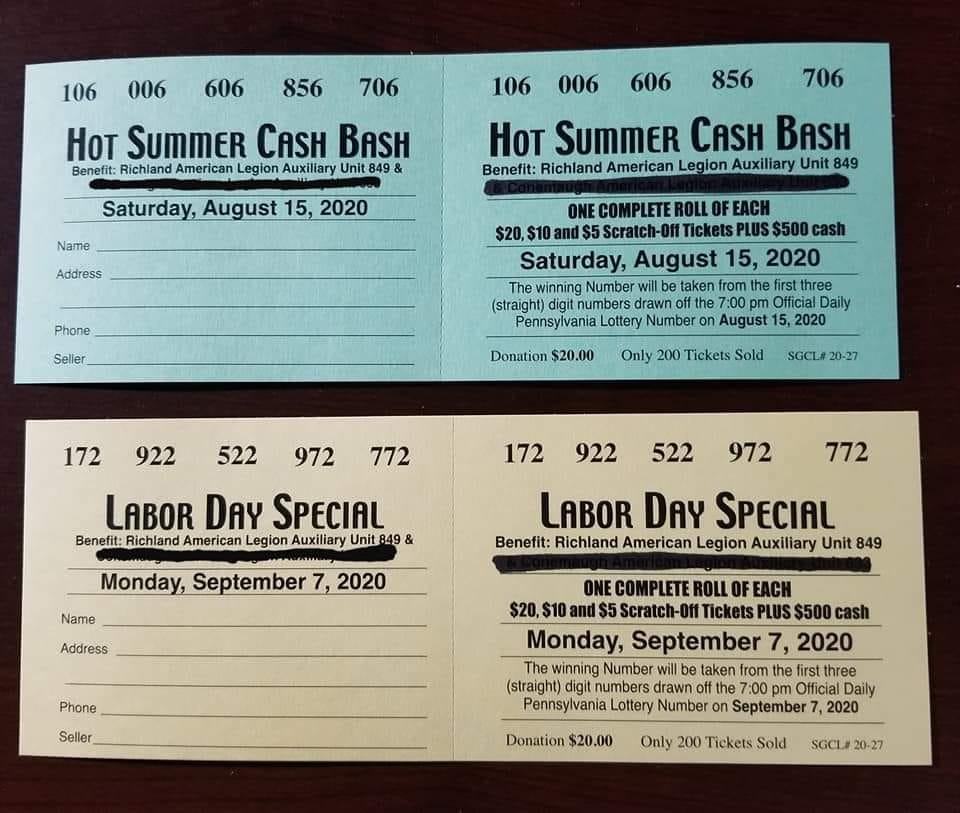 106 006 606 856 706
HOT SUMMER CASH BASH
Benefit: Richland American Legion Auxiliary Unit 849 &
Saturday, August 15, 2020
Name
Address
Phone
Seller
106 006 606 856 706
HOT SUMMER CASH BASH
Benefit: Richland American Legion Auxiliary Unit 849
& Conemaugh American Legion Auxiliary Unit
ONE COMPLETE ROLL OF EACH
$20, $10 and $5 Scratch-Off Tickets PLUS $500 cash
Saturday, August 15, 2020
The winning Number will be taken from the first three
(straight) digit numbers drawn off the 7:00 pm Official Daily
Pennsylvania Lottery Number on August 15, 2020
Donation $20.00 Only 200 Tickets Sold SGCL# 20-27
172 922 522 972 772
LABOR DAY SPECIAL
Benefit: Richland American Legion Auxiliary Unit 849 &
Monday, September 7, 2020
Name
Address
Phone
Seller
172 922 522 972 772
LABOR DAY SPECIAL
Benefit: Richland American Legion Auxiliary Unit 849
& Conemaugh American Legion Auxiliary Unit
ONE COMPLETE ROLL OF EACH
$20, $10 and $5 Scratch-Off Tickets PLUS $500 cash
Monday, September 7, 2020
The winning Number will be taken from the first three
(straight) digit numbers drawn off the 7:00 pm Official Daily
Pennsylvania Lottery Number on September 7, 2020
Donation $20.00 Only 200 Tickets Sold SGCL# 20-27